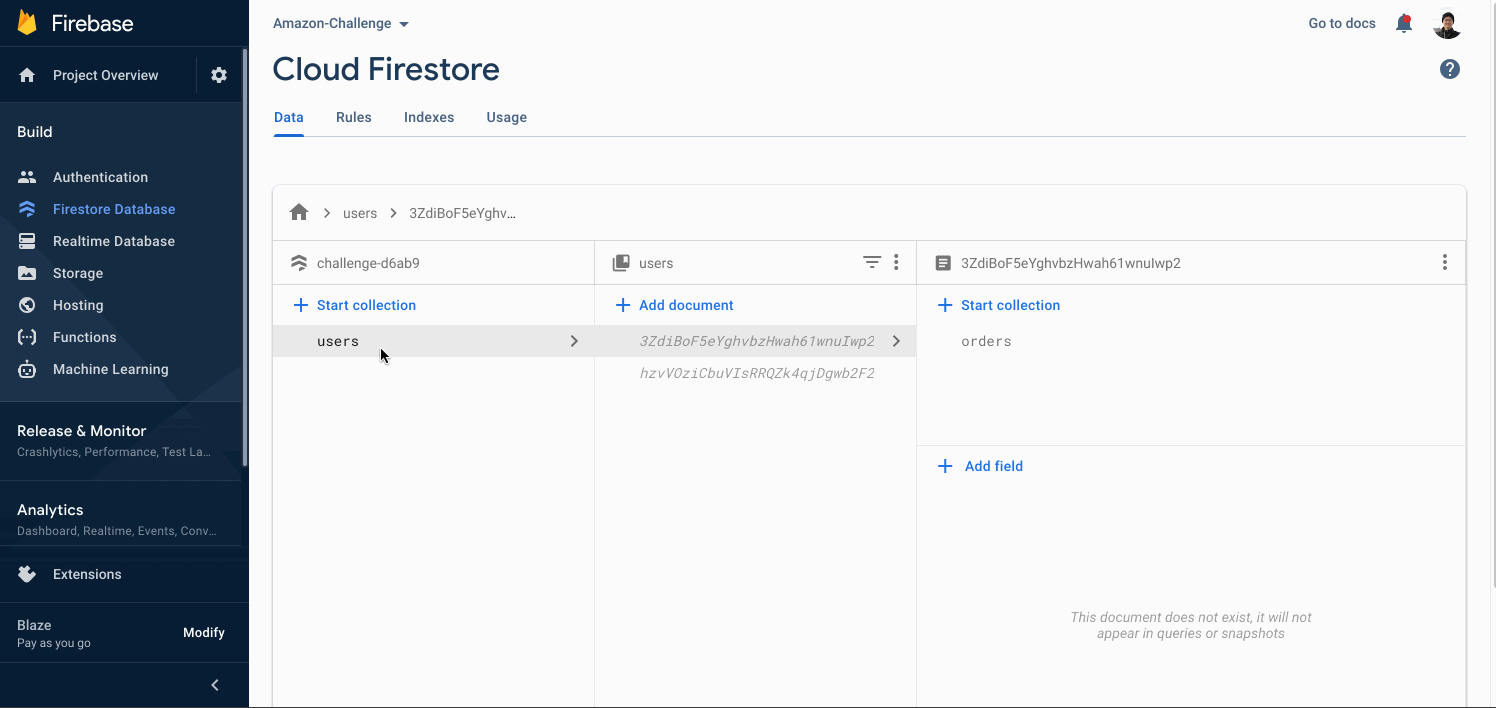 Firebase
Project Overview
Build
Authentication
Firestore Database
Realtime Database
Storage
Hosting
Functions
Machine Learning
Release & Monitor
Crashlytics, Performance, Test La...
Analytics
Dashboard, Realtime, Events, Conv...
Extensions
Blaze
Pay as you go
Modify
Amazon-Challenge
Go to docs
Cloud Firestore
Data Rules Indexes Usage
users 3ZdiBoF5eYghv...
challenge-d6ab9
Start collection
users
users
Add document
3ZdiBoF5eYghvbzHwah61wnuIwp2
hzvVOziCbuVIsRRQZk4qjDgwb2F2
3ZdiBoF5eYghvbzHwah61wnuIwp2
Start collection
orders
Add field
This document does not exist, it will not
appear in queries or snapshots